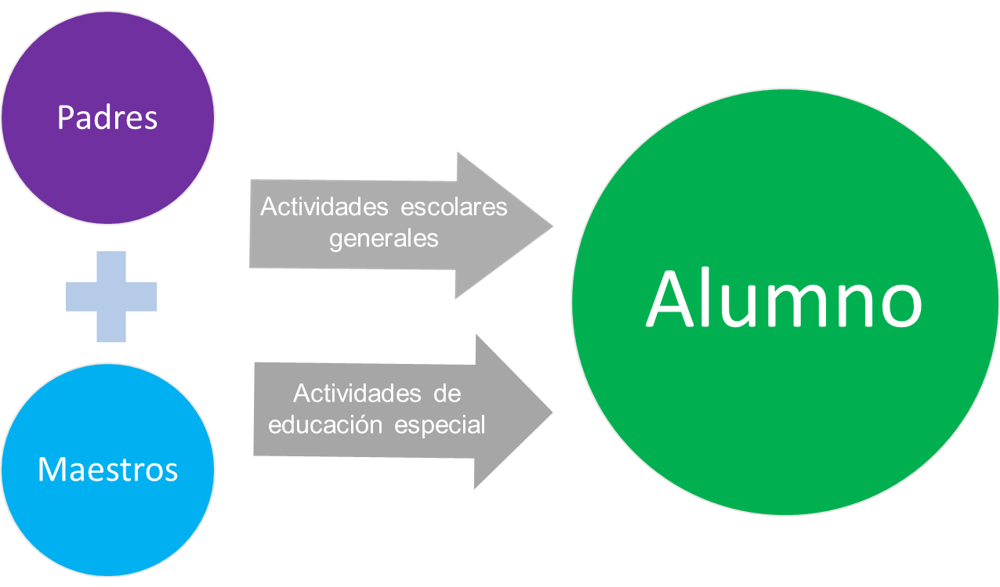 Padres
Actividades escolares
generales
Alumno
Actividades de
educación especial
Maestros